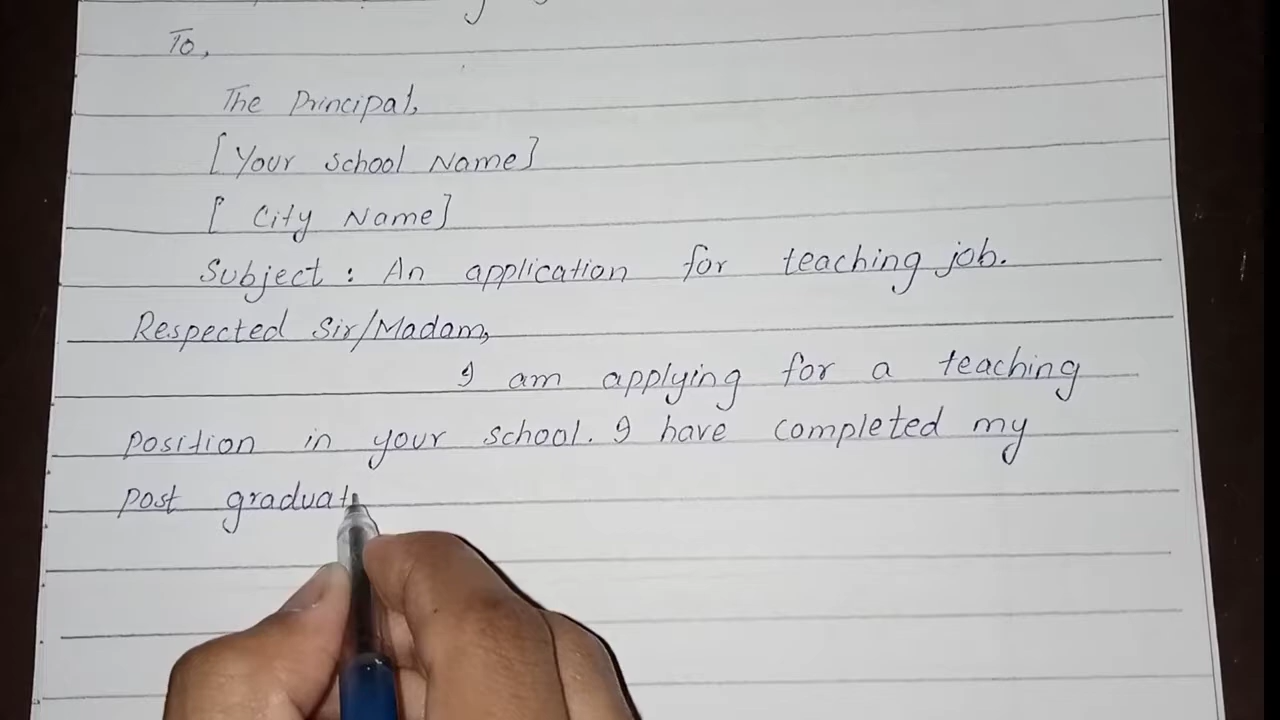 To,
The Principal,
[Your School Name]
[City Name]
Subject: An application for teaching job.
Respected Sir/Madam,
I am applying for a teaching
position in your school. I have completed my
post graduat